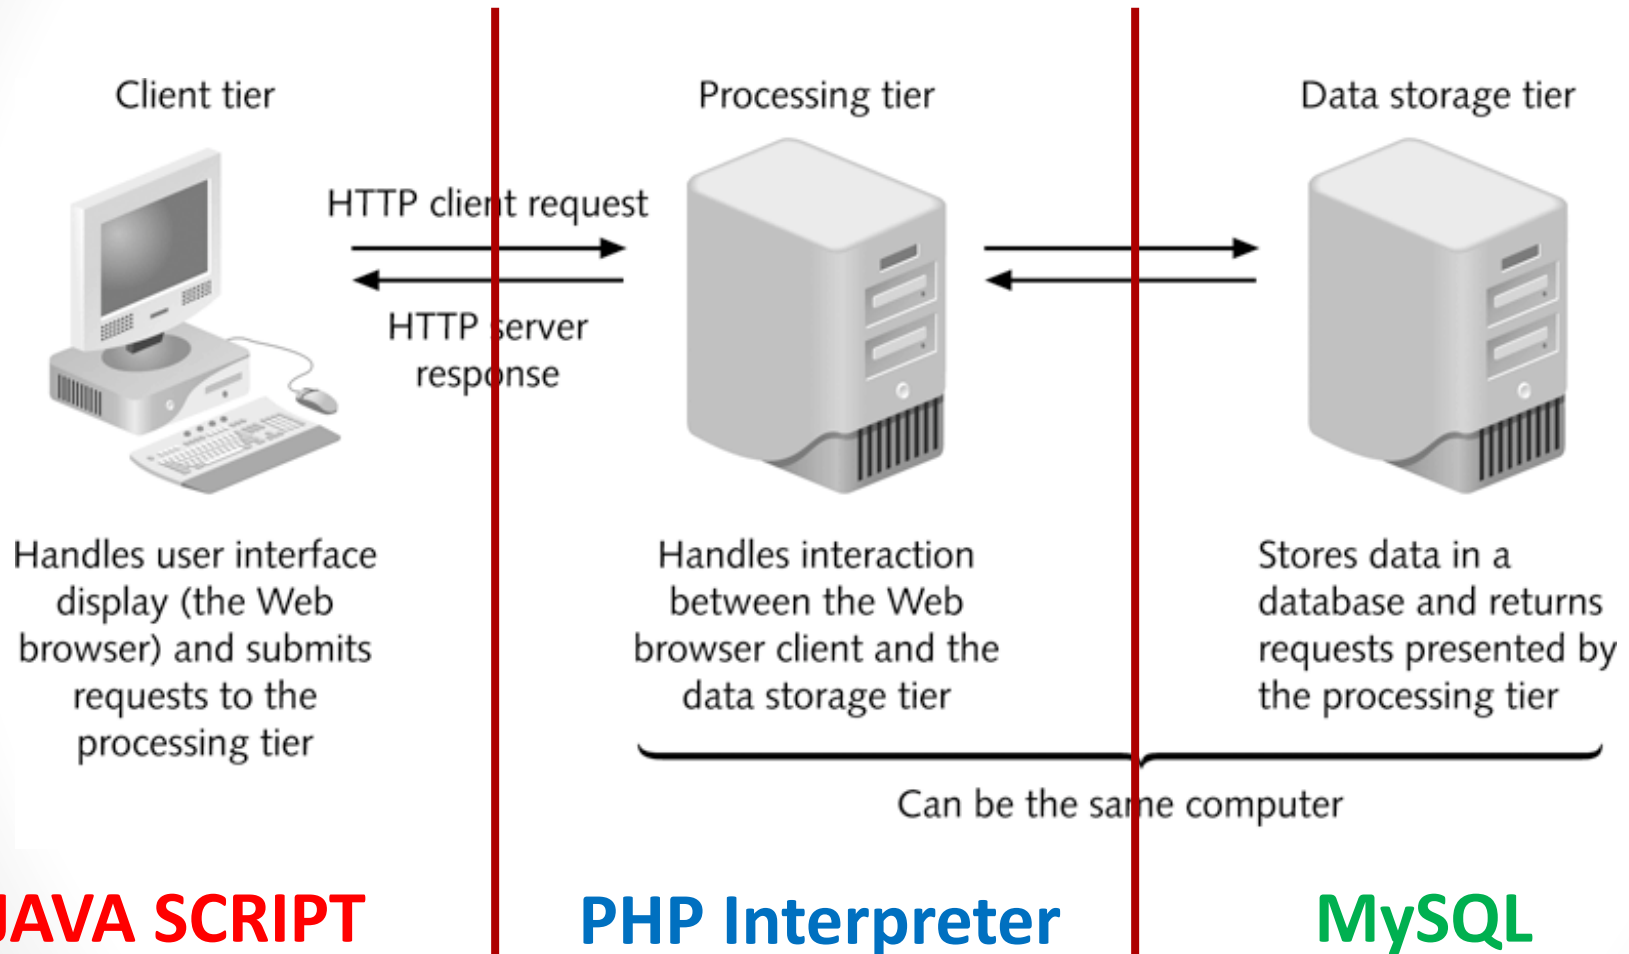 Client tier
HTTP client request
HTTP server
response
Handles user interface
display (the Web
browser) and submits
requests to the
processing tier
Processing tier
Handles interaction
between the Web
browser client and the
data storage tier
Data storage tier
Stores data in a
database and returns
requests presented by
the processing tier
Can be the same computer
JAVA SCRIPT
PHP Interpreter
MySQL